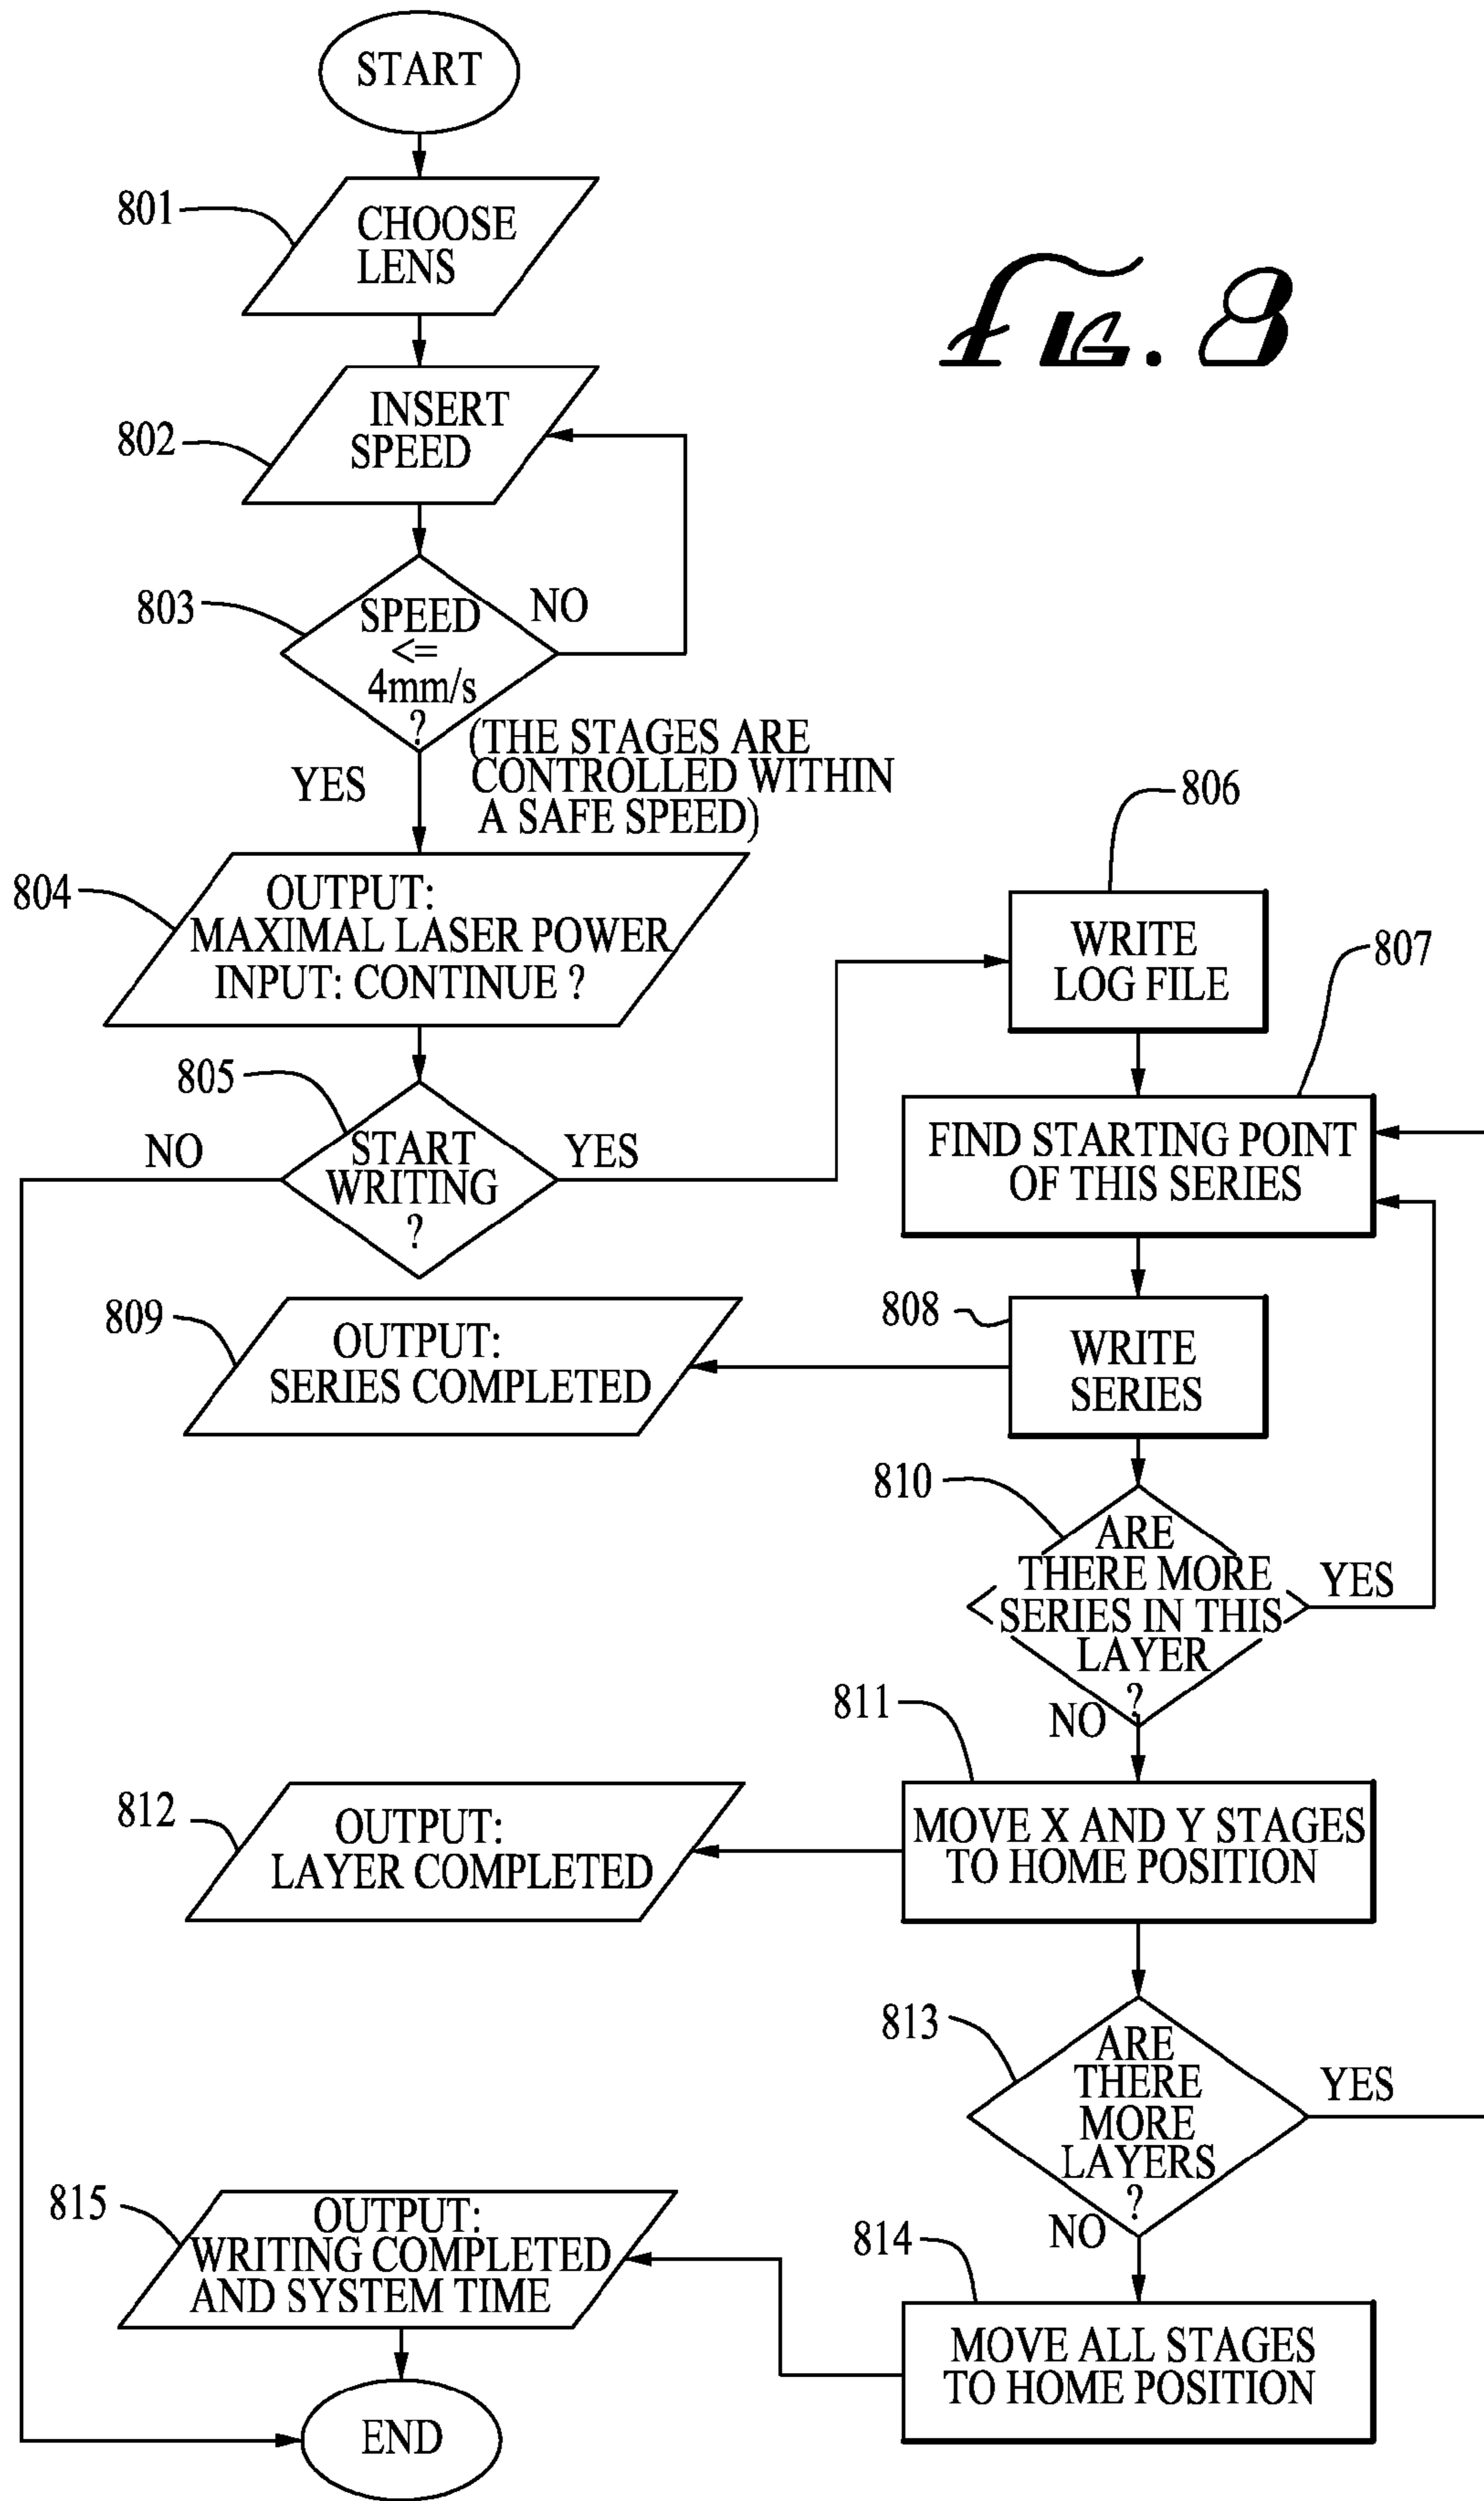 START
801
CHOOSE
LENS
FIG. 8
802
INSERT
SPEED
803
SPEED
<=
4mm/s
?
NO
YES
(THE STAGES ARE
CONTROLLED WITHIN
A SAFE SPEED)
804
OUTPUT:
MAXIMAL LASER POWER
INPUT: CONTINUE ?
805
START
WRITING
?
NO
YES
806
WRITE
LOG FILE
807
FIND STARTING POINT
OF THIS SERIES
808
WRITE
SERIES
809
OUTPUT:
SERIES COMPLETED
810
ARE
THERE MORE
SERIES IN THIS
LAYER
?
YES
NO
811
MOVE X AND Y STAGES
TO HOME POSITION
812
OUTPUT:
LAYER COMPLETED
813
ARE
THERE
MORE
LAYERS
?
YES
NO
814
MOVE ALL STAGES
TO HOME POSITION
815
OUTPUT:
WRITING COMPLETED
AND SYSTEM TIME
END